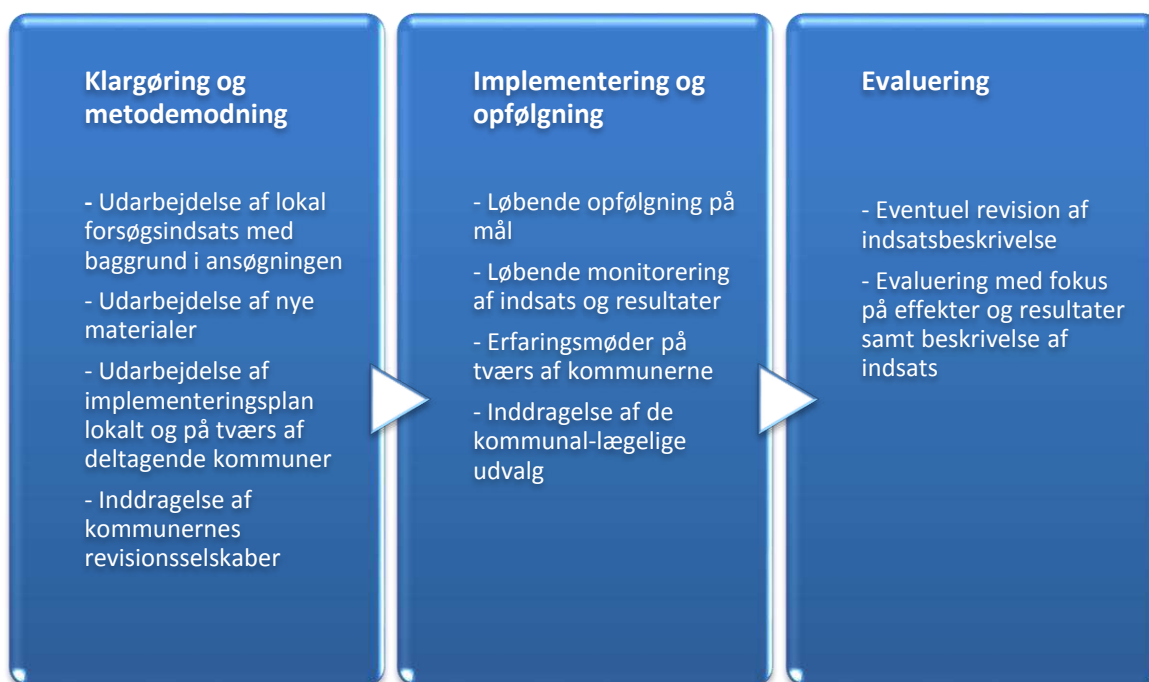 Klargøring og
metodemodning
- Udarbejdelse af lokal
forsøgsindsats med
baggrund i ansøgningen
- Udarbejdelse af nye
materialer
- Udarbejdelse af
implementeringsplan
lokalt og på tværs af
deltagende kommuner
- Inddragelse af
kommunernes
revisionsselskaber
Implementering og
opfølgning
- Løbende opfølgning på
mål
- Løbende monitorering
af indsats og resultater
- Erfaringsmøder på
tværs af kommunerne
- Inddragelse af de
kommunal-lægelige
udvalg
Evaluering
- Eventuel revision af
indsatsbeskrivelse
- Evaluering med fokus
på effekter og resultater
samt beskrivelse af
indsats